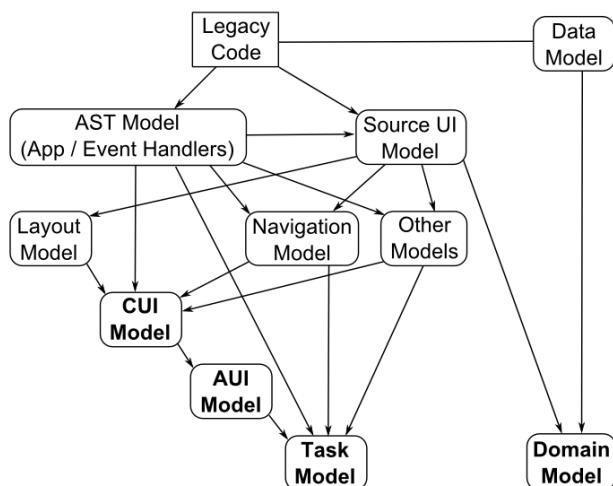 Legacy
Code
Data
Model
AST Model
(App / Event Handlers)
Source UI
Model
Layout
Model
Navigation
Model
Other
Models
CUI
Model
AUI
Model
Task
Model
Domain
Model